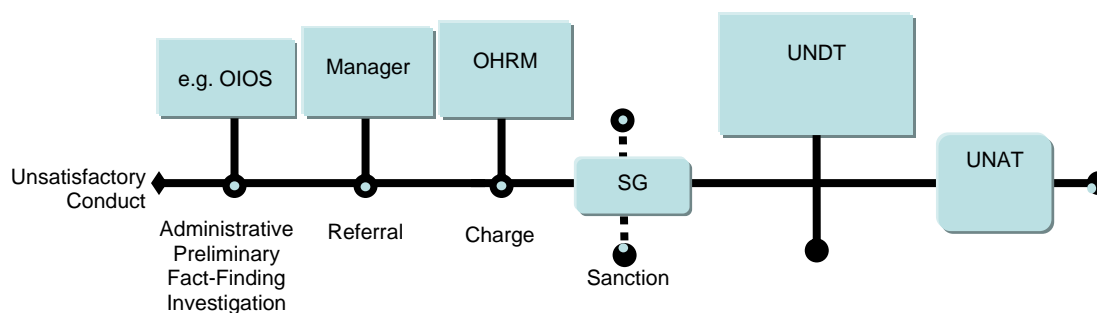 e.g. OIOS
Manager
OHRM
UNDT
UNAT
SG
Unsatisfactory
Conduct
Administrative
Preliminary
Fact-Finding
Investigation
Referral
Charge
Sanction